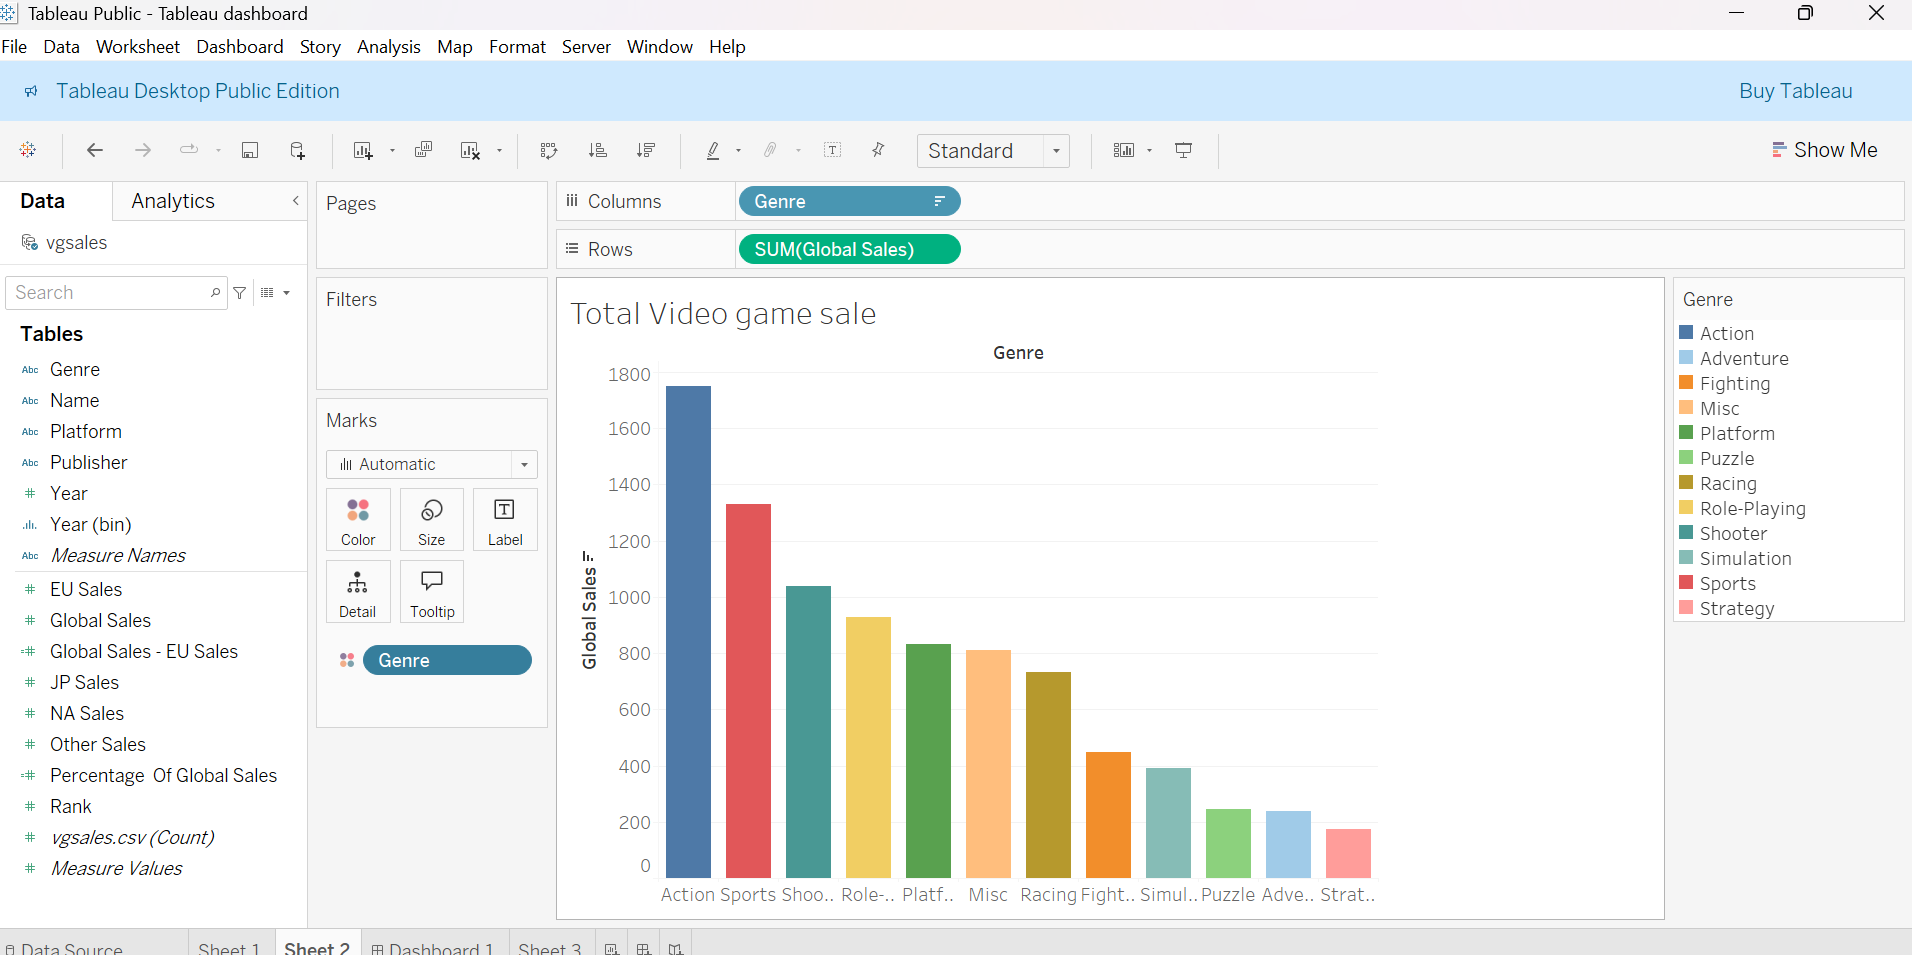 Tableau Public - Tableau dashboard
File Data Worksheet Dashboard Story Analysis Map Format Server Window Help
Tableau Desktop Public Edition
Buy Tableau
Standard
Show Me
Data
Analytics
vgsales
Search
Tables
Abc Genre
Abc Name
Abc Platform
Abc Publisher
# Year
Year (bin)
Abc Measure Names
# EU Sales
# Global Sales
=# Global Sales - EU Sales
# JP Sales
# NA Sales
# Other Sales
=# Percentage Of Global Sales
# Rank
# vgsales.csv (Count)
# Measure Values
Pages
Filters
Marks
Automatic
Color
Size
T
Label
Detail
Tooltip
Genre
Columns
Genre
Rows
SUM(Global Sales)
Total Video game sale
Genre
Global Sales
1800
1600
1400
1200
1000
800
600
400
200
0
Action Sports Shoo.. Role-.. Platf.. Misc Racing Fight.. Simul.. Puzzle Adve.. Strat..
Genre
Action
Adventure
Fighting
Misc
Platform
Puzzle
Racing
Role-Playing
Shooter
Simulation
Sports
Strategy
Data Source
Sheet 1
Sheet 2
Dashboard 1
Sheet 3